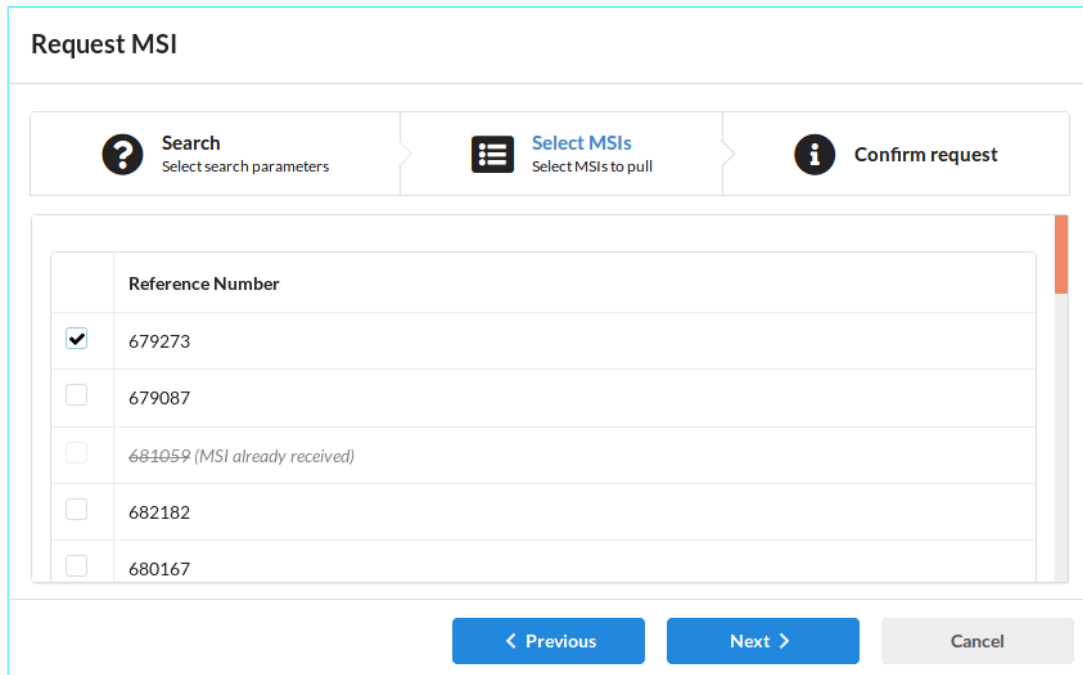 Request MSI
Search
Select search parameters
Select MSIs
Select MSIs to pull
Confirm request
Reference Number
679273
679087
681059 (MSI already received)
682182
680167
Previous
Next
Cancel